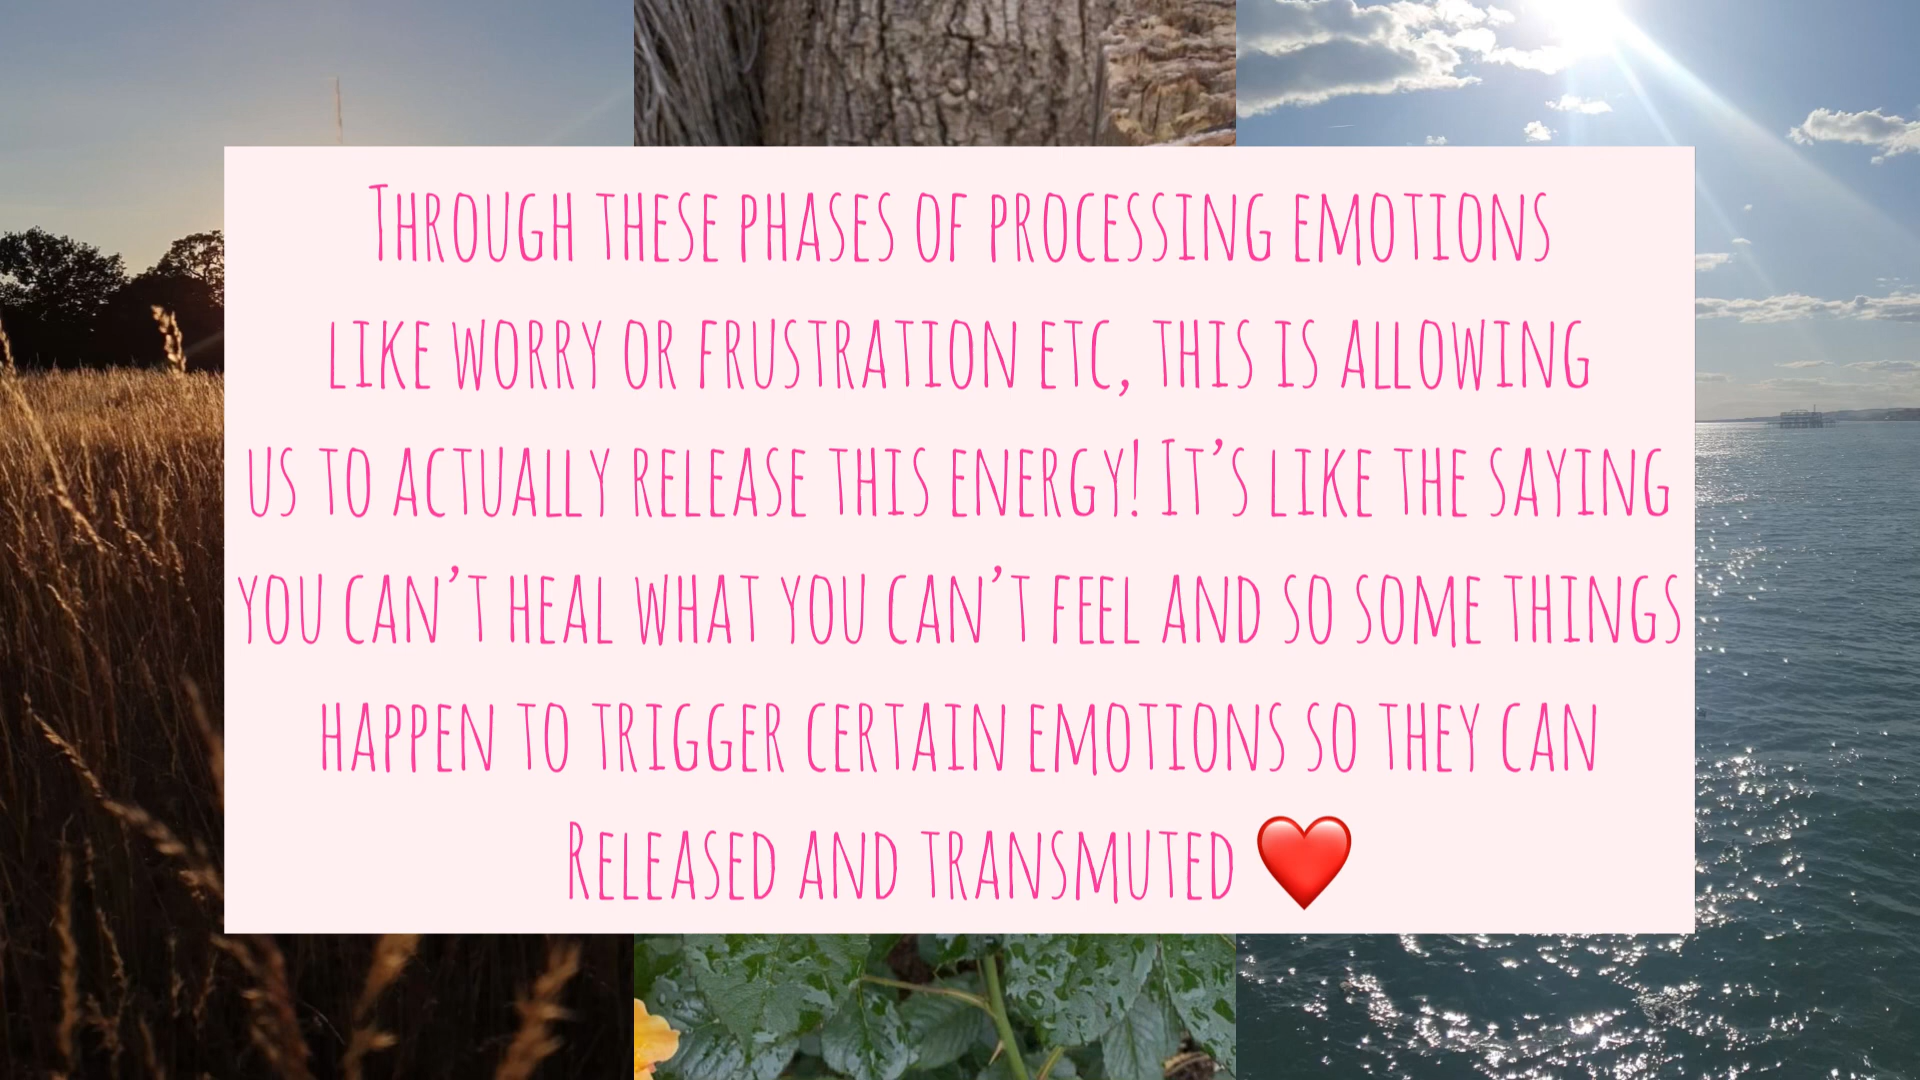 Through these phases of processing emotions
like worry or frustration etc, this is allowing
us to actually release this energy! It’s like the saying
you can’t heal what you can’t feel and so some things
happen to trigger certain emotions so they can
Released and transmuted ❤️